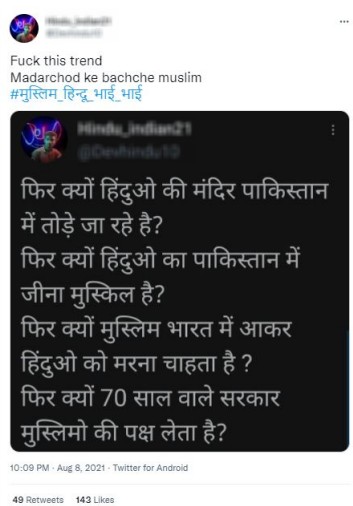 Fuck this trend
Madarchod ke bachche muslim
#मुस्लिम_हिन्दू_भाई_भाई
फिर क्यों हिंदुओ की मंदिर पाकिस्तान
में तोड़े जा रहे है?
फिर क्यों हिंदुओ का पाकिस्तान में
जीना मुस्किल है?
फिर क्यों मुस्लिम भारत में आकर
हिंदुओ को मरना चाहता है ?
फिर क्यों 70 साल वाले सरकार
मुस्लिमो की पक्ष लेता है?
10:09 PM · Aug 8, 2021 · Twitter for Android
49 Retweets 143 Likes